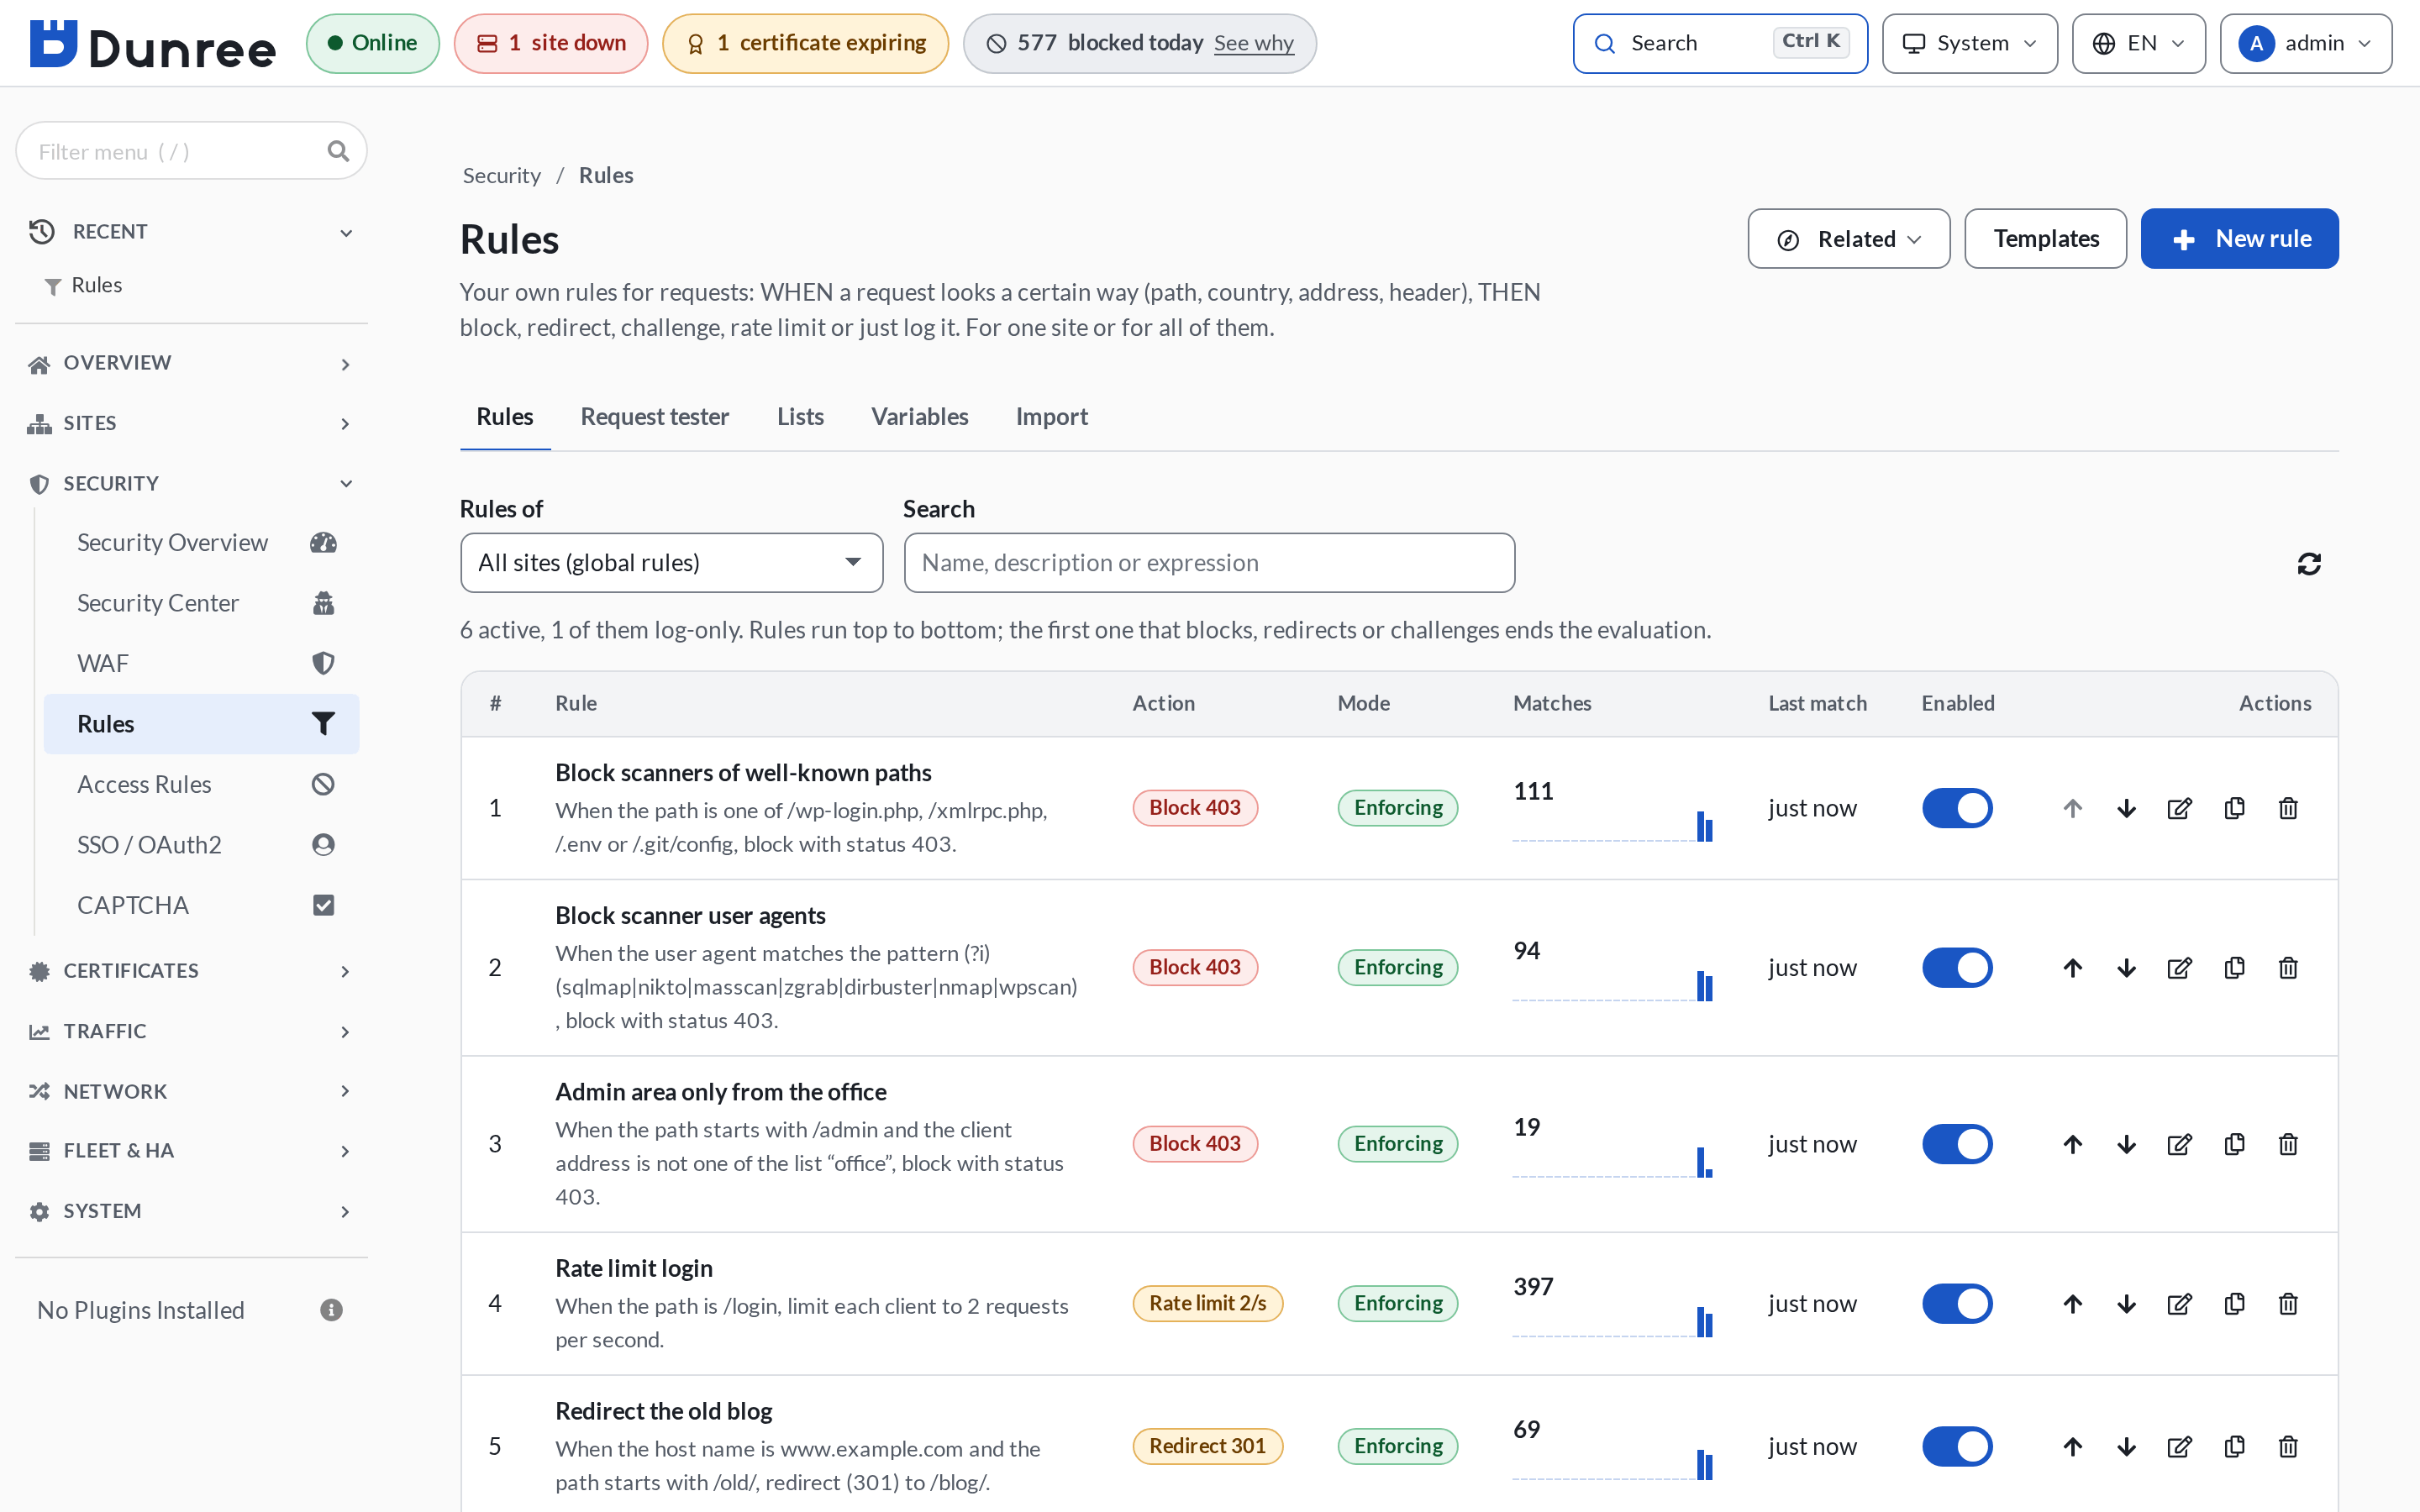 Dunree
Online
1 site down
1 certificate expiring
577 blocked today See why
Search Ctrl K
System
EN
A admin
Filter menu ( / )
RECENT
Rules
OVERVIEW
SITES
SECURITY
Security Overview
Security Center
WAF
Rules
Access Rules
SSO / OAuth2
CAPTCHA
CERTIFICATES
TRAFFIC
NETWORK
FLEET & HA
SYSTEM
No Plugins Installed
Security / Rules
Rules
Related
Templates
New rule
Your own rules for requests: WHEN a request looks a certain way (path, country, address, header), THEN
block, redirect, challenge, rate limit or just log it. For one site or for all of them.
Rules Request tester Lists Variables Import
Rules of
All sites (global rules)
Search
Name, description or expression
6 active, 1 of them log-only. Rules run top to bottom; the first one that blocks, redirects or challenges ends the evaluation.
# Rule Action Mode Matches Last match Enabled Actions
1
Block scanners of well-known paths
When the path is one of /wp-login.php, /xmlrpc.php,
/.env or /.git/config, block with status 403.
Block 403
Enforcing
111
just now
2
Block scanner user agents
When the user agent matches the pattern (?i)
(sqlmap|nikto|masscan|zgrab|dirbuster|nmap|wpscan)
, block with status 403.
Block 403
Enforcing
94
just now
3
Admin area only from the office
When the path starts with /admin and the client
address is not one of the list “office”, block with status
403.
Block 403
Enforcing
19
just now
4
Rate limit login
When the path is /login, limit each client to 2 requests
per second.
Rate limit 2/s
Enforcing
397
just now
5
Redirect the old blog
When the host name is www.example.com and the
path starts with /old/, redirect (301) to /blog/.
Redirect 301
Enforcing
69
just now